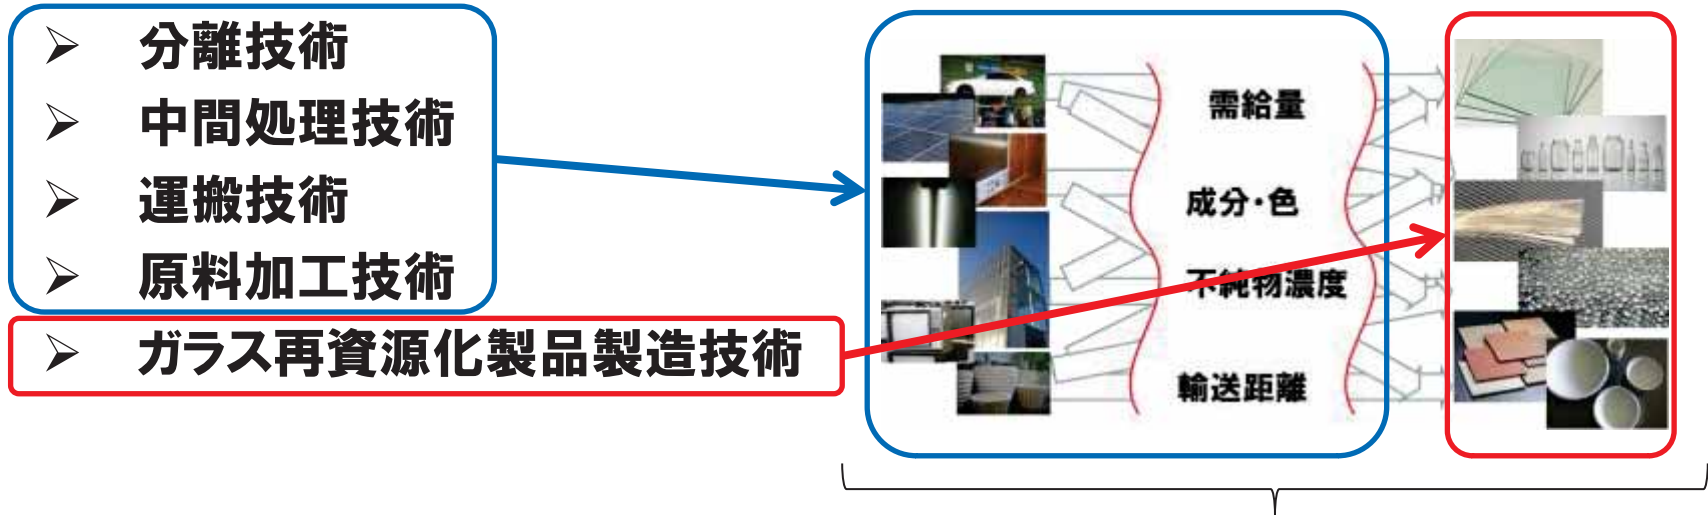 ➢ 分離技術
➢ 中間処理技術
➢ 運搬技術
➢ 原料加工技術
➢ ガラス再資源化製品製造技術
需給量
成分・色
不純物濃度
輸送距離